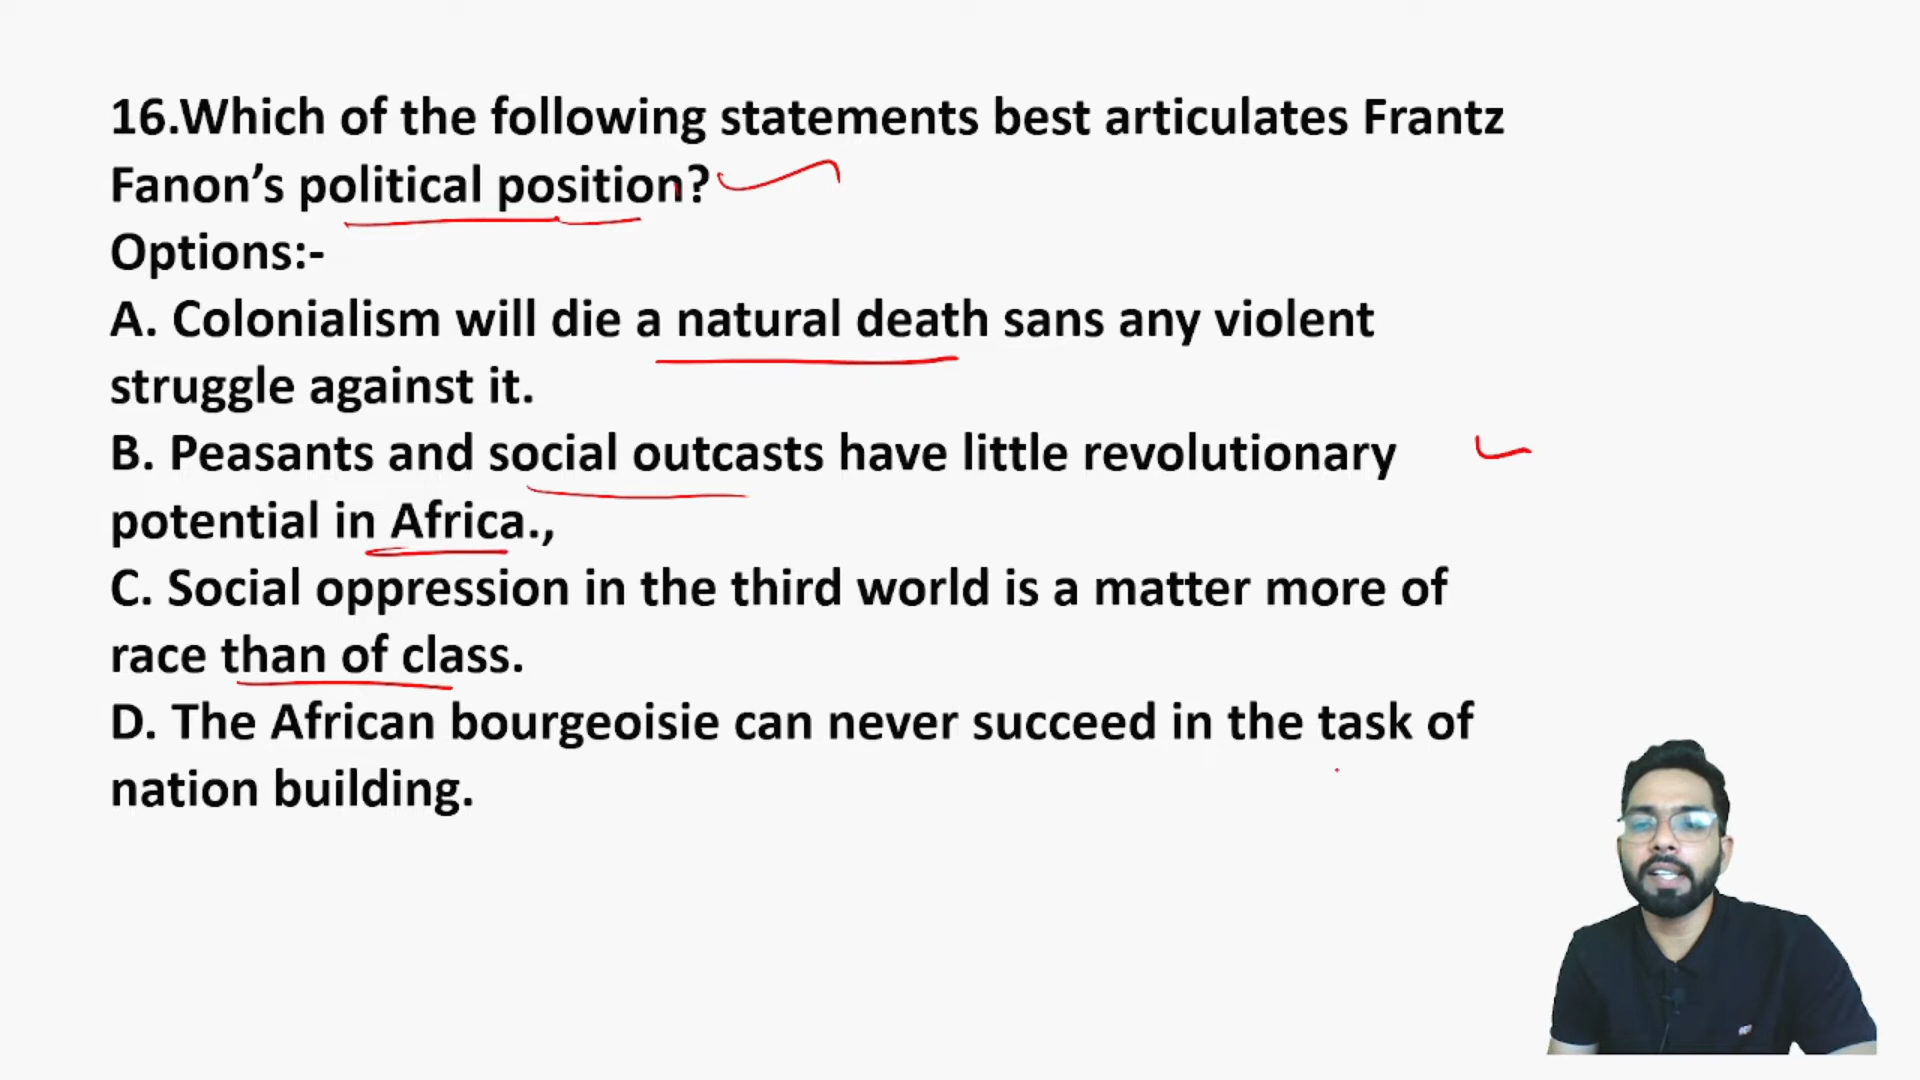 16.Which of the following statements best articulates Frantz
Fanon’s political position?
Options:-
A. Colonialism will die a natural death sans any violent
struggle against it.
B. Peasants and social outcasts have little revolutionary
potential in Africa.,
C. Social oppression in the third world is a matter more of
race than of class.
D. The African bourgeoisie can never succeed in the task of
nation building.